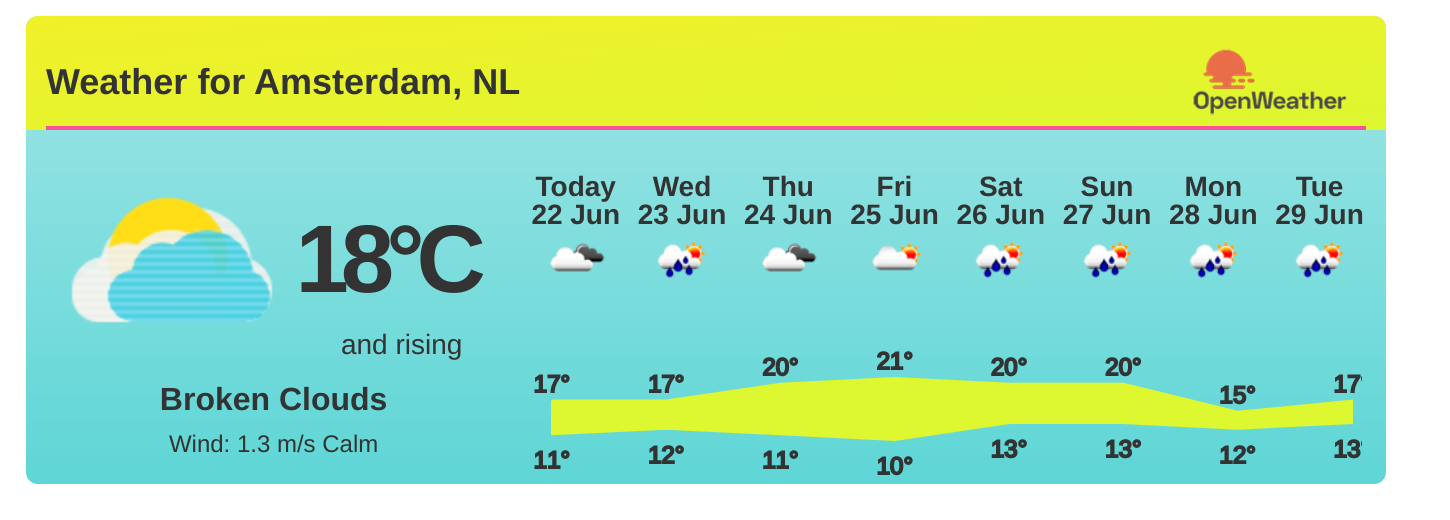 Weather for Amsterdam, NL
OpenWeather
18°C
and rising
Broken Clouds
Wind: 1.3 m/s Calm
Today Wed Thu Fri Sat Sun Mon Tue
22 Jun 23 Jun 24 Jun 25 Jun 26 Jun 27 Jun 28 Jun 29 Jun
17° 17° 20° 21° 20° 20° 15° 17°
11° 12° 11° 10° 13° 13° 12° 13°